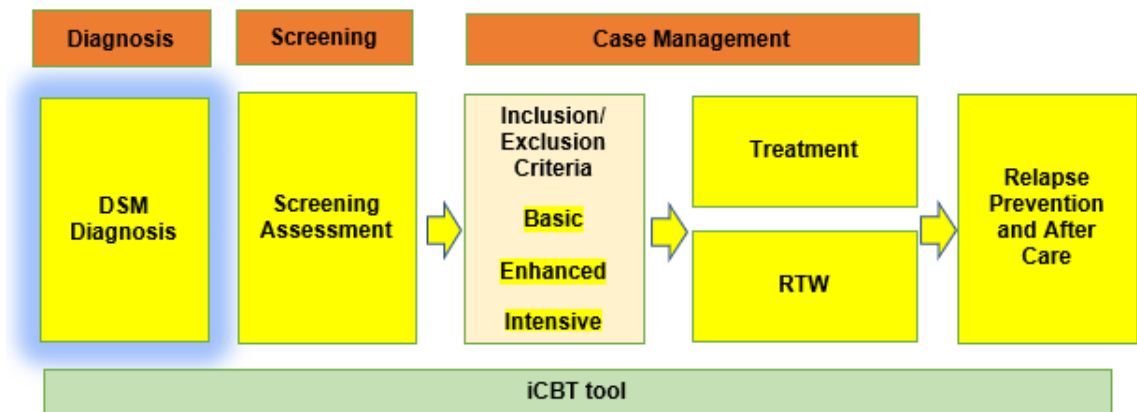 Diagnosis
Screening
Case Management
DSM
Diagnosis
Screening
Assessment
Inclusion/
Exclusion
Criteria
Basic
Enhanced
Intensive
Treatment
RTW
Relapse
Prevention
and After
Care
iCBT tool